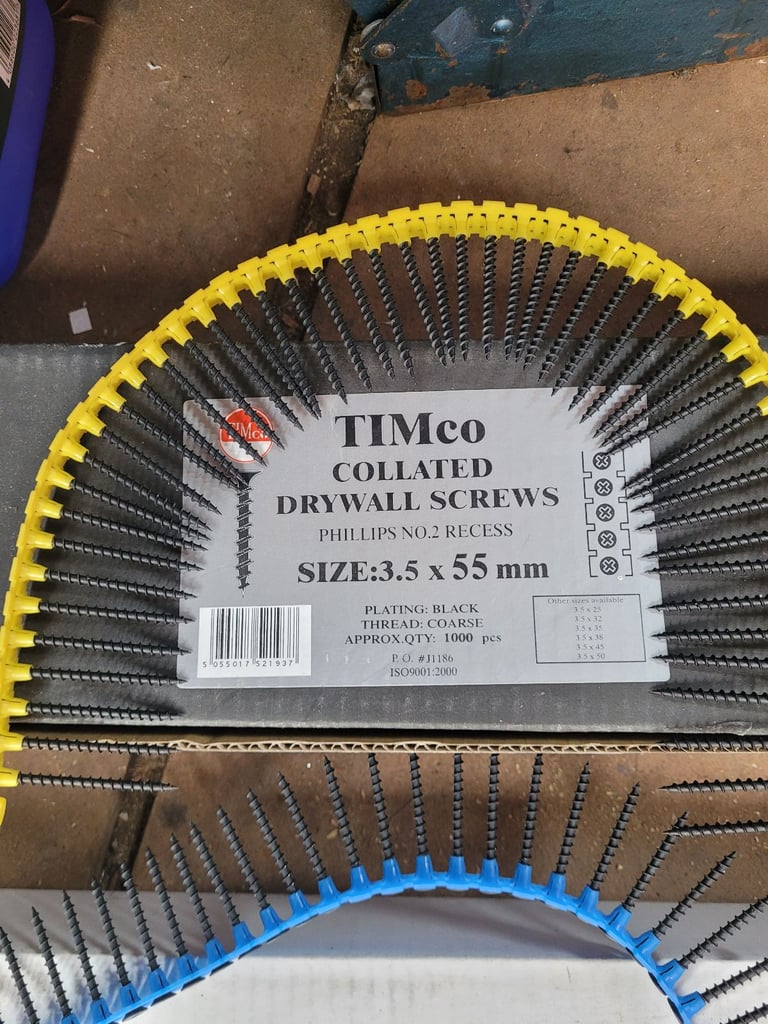 TIMco
TIMco
COLLATED
DRYWALL SCREWS
PHILLIPS NO.2 RECESS
SIZE:3.5 x 55 mm
PLATING: BLACK
THREAD: COARSE
APPROX.QTY: 1000 pcs
P.O. #J1186
ISO9001:2000
5 055017 521937
Other sizes available
3.5 x 25
3.5 x 32
3.5 x 35
3.5 x 38
3.5 x 45
3.5 x 50